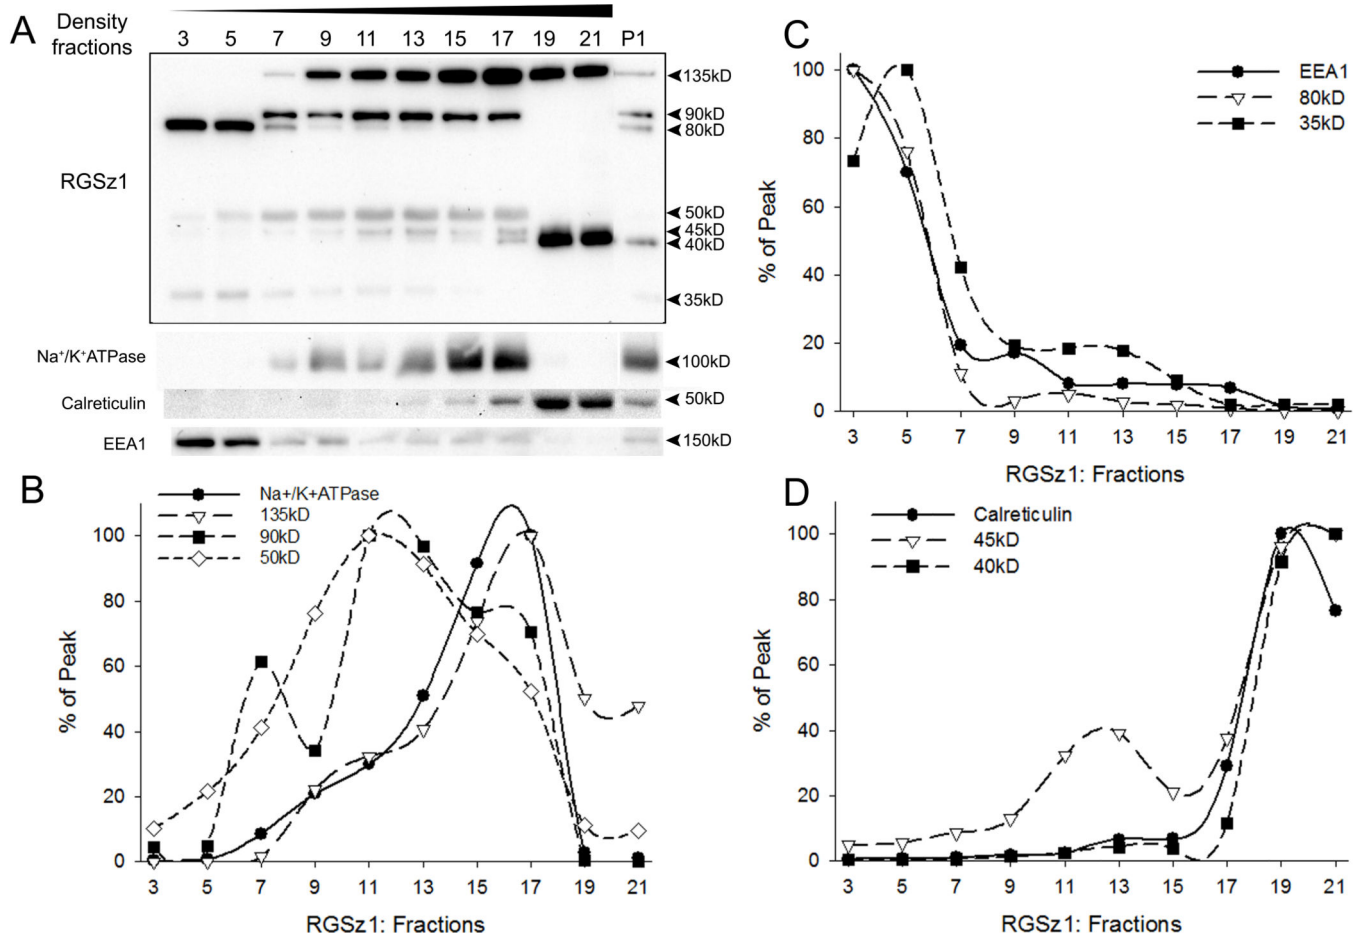 A
Density
fractions
3 5 7 9 11 13 15 17 19 21 P1
RGSz1
135kD
90kD
80kD
50kD
45kD
40kD
35kD
Na⁺/K⁺ATPase
100kD
Calreticulin
50kD
EEA1
150kD
B
Na+/K+ATPase
135kD
90kD
50kD
% of Peak
100
80
60
40
20
0
3 5 7 9 11 13 15 17 19 21
RGSz1: Fractions
C
EEA1
80kD
35kD
% of Peak
100
80
60
40
20
0
3 5 7 9 11 13 15 17 19 21
RGSz1: Fractions
D
Calreticulin
45kD
40kD
% of Peak
100
80
60
40
20
0
3 5 7 9 11 13 15 17 19 21
RGSz1: Fractions